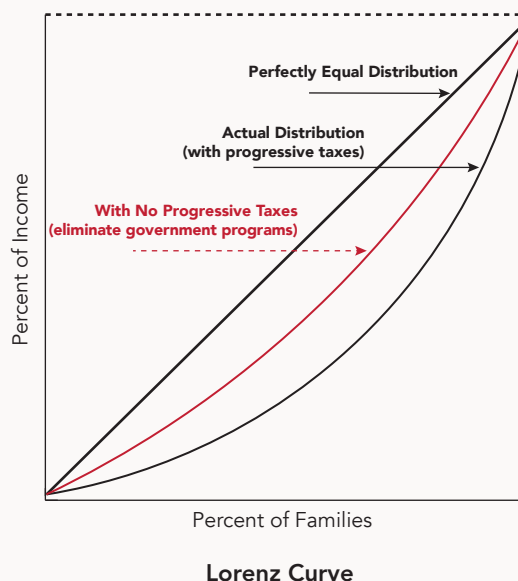 Perfectly Equal Distribution
Actual Distribution
(with progressive taxes)
With No Progressive Taxes
(eliminate government programs)
Percent of Income
Percent of Families
Lorenz Curve